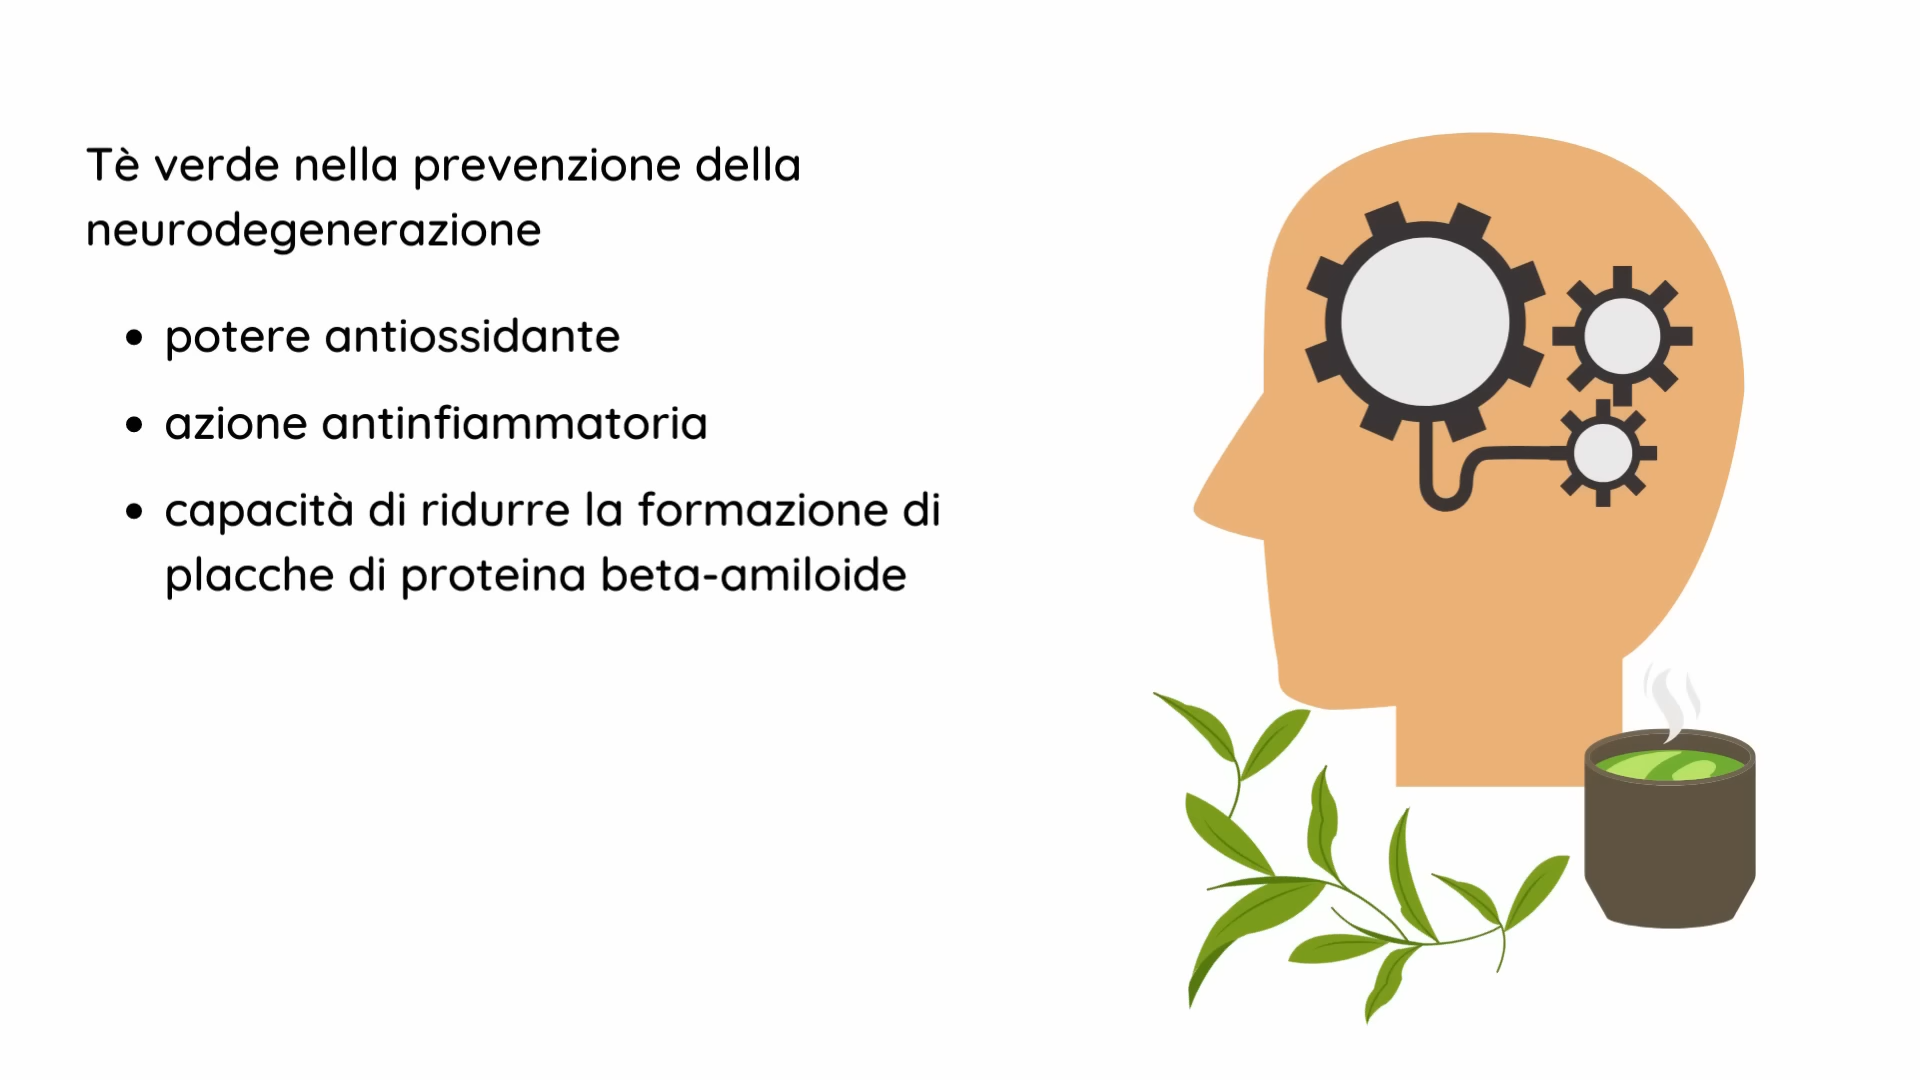 Tè verde nella prevenzione della
neurodegenerazione
• potere antiossidante
• azione antinfiammatoria
• capacità di ridurre la formazione di
placche di proteina beta-amiloide